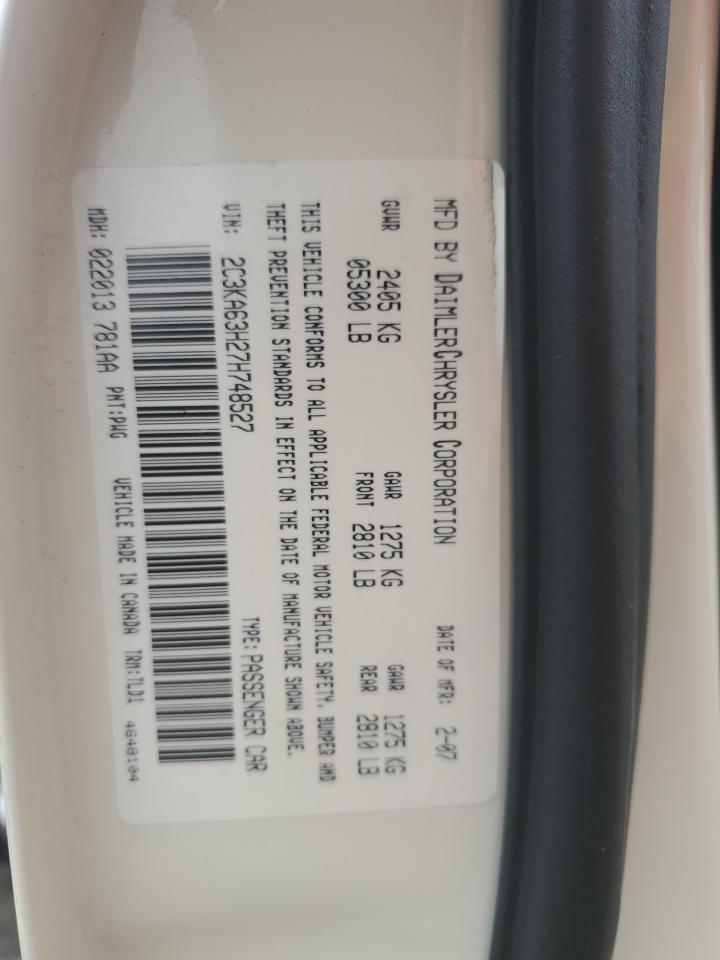 MFD BY DAIMLERCHRYSLER CORPORATION DATE OF MFR: 2-07
GVWR 2405 KG GAWR 1275 KG GAWR 1275 KG
05300 LB FRONT 2810 LB REAR 2810 LB
THIS VEHICLE CONFORMS TO ALL APPLICABLE FEDERAL MOTOR VEHICLE SAFETY, BUMPER AND
THEFT PREVENTION STANDARDS IN EFFECT ON THE DATE OF MANUFACTURE SHOWN ABOVE.
VIN: 2C3KA63H27H748527 TYPE: PASSENGER CAR
MDH: 022013 781AA PNT:PWG VEHICLE MADE IN CANADA TRM:TLD1 4648104